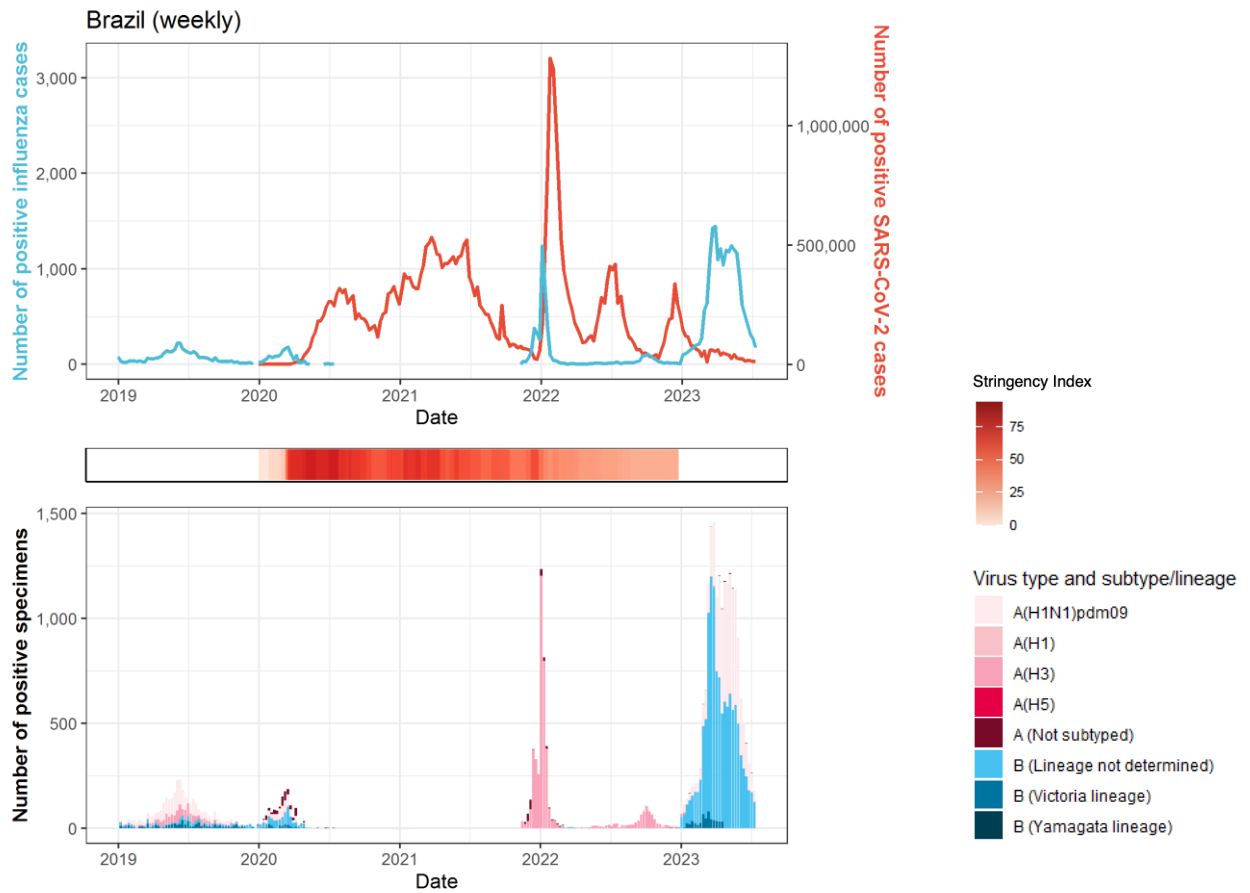 Brazil (weekly)
Number of positive influenza cases
3,000
2,000
1,000
0
1,000,000
500,000
0
Number of positive SARS-CoV-2 cases
2019 2020 2021 2022 2023
Date
Stringency Index
75
50
25
0
Number of positive specimens
1,500
1,000
500
0
2019 2020 2021 2022 2023
Date
Virus type and subtype/lineage
A(H1N1)pdm09
A(H1)
A(H3)
A(H5)
A (Not subtyped)
B (Lineage not determined)
B (Victoria lineage)
B (Yamagata lineage)